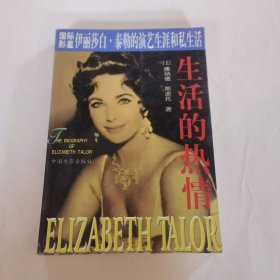 国际
影星
伊丽莎白·泰勒的演艺生涯和私生活
生活的热情
[美]唐纳德·斯波托 著
THE BIOGRAPHY
OF
ELIZABETH TALOR
中国电影出版社
ELIZABETH TALOR